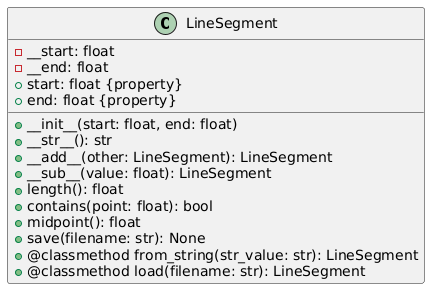 C LineSegment
__start: float
__end: float
start: float {property}
end: float {property}
__init__(start: float, end: float)
__str__(): str
__add__(other: LineSegment): LineSegment
__sub__(value: float): LineSegment
length(): float
contains(point: float): bool
midpoint(): float
save(filename: str): None
@classmethod from_string(str_value: str): LineSegment
@classmethod load(filename: str): LineSegment